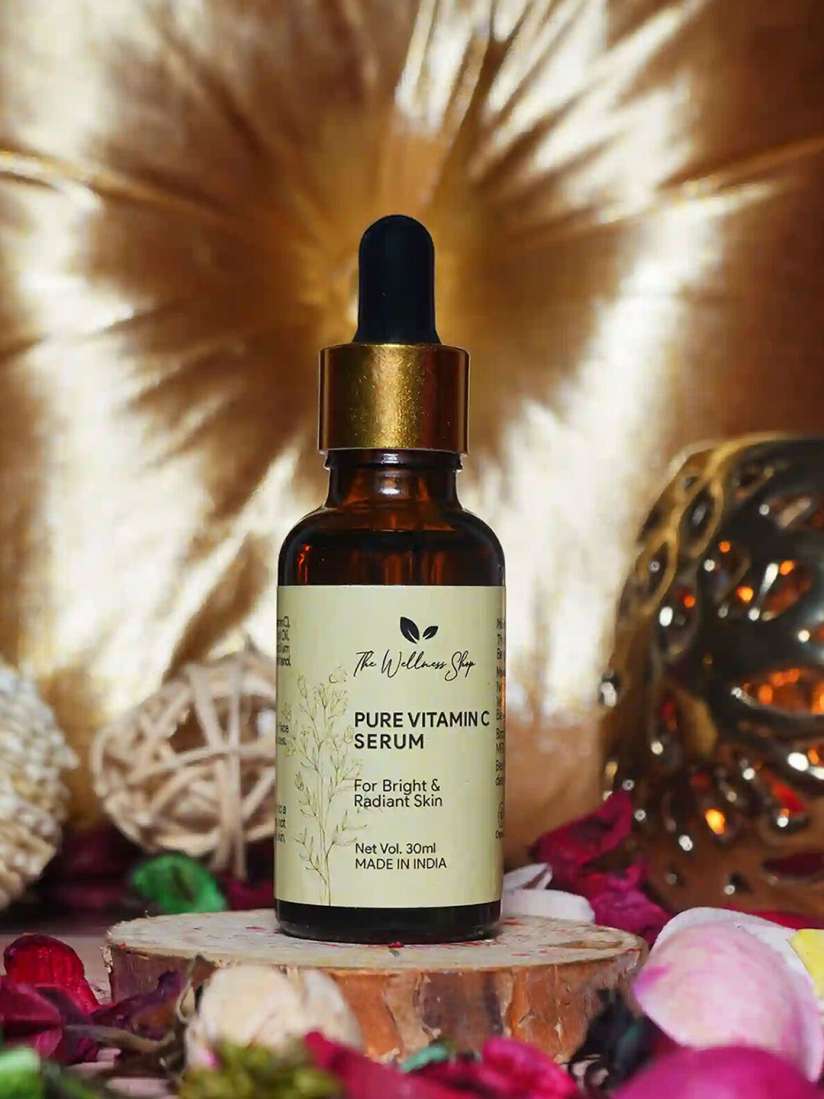 The Wellness Shop
PURE VITAMIN C
SERUM
For Bright &
Radiant Skin
Net Vol. 30ml
MADE IN INDIA